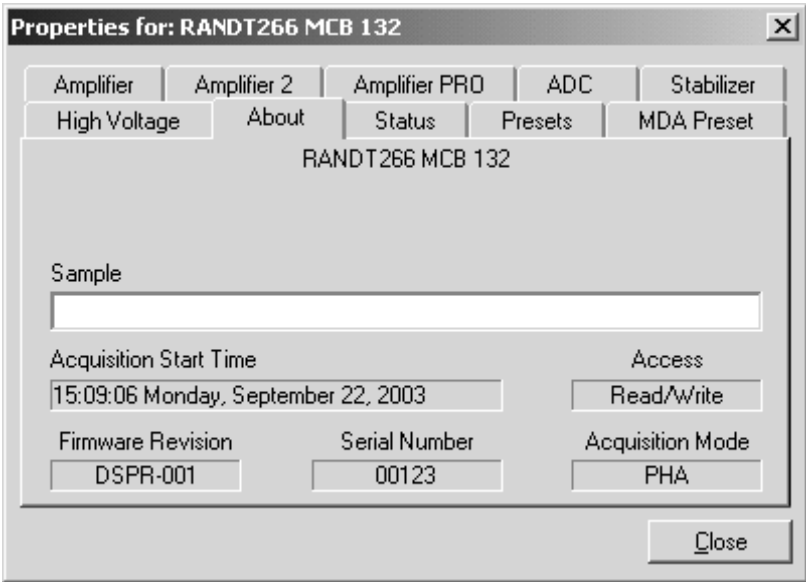 Properties for: RANDT266 MCB 132
Amplifier Amplifier 2 Amplifier PRO ADC Stabilizer
High Voltage About Status Presets MDA Preset
RANDT266 MCB 132
Sample
Acquisition Start Time Access
15:09:06 Monday, September 22, 2003 Read/Write
Firmware Revision Serial Number Acquisition Mode
DSPR-001 00123 PHA
Close